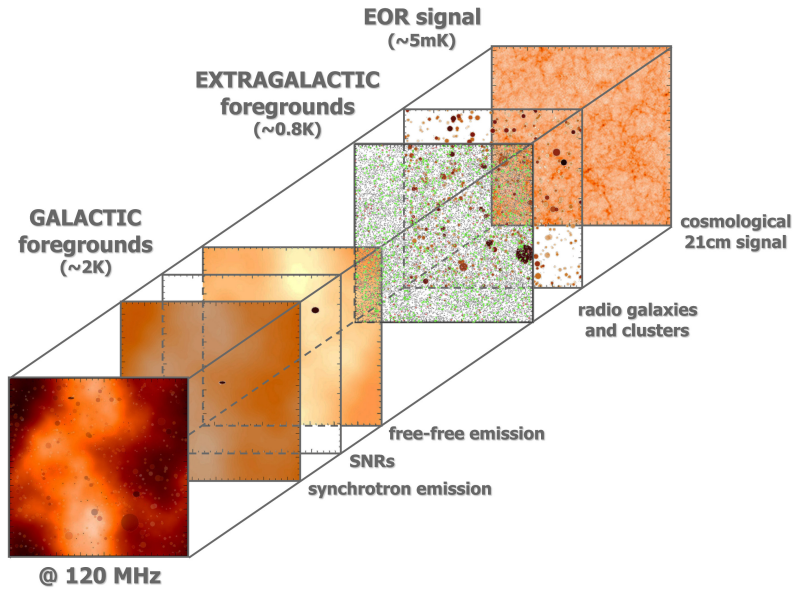 EOR signal
(~5mK)
EXTRAGALACTIC
foregrounds
(~0.8K)
GALACTIC
foregrounds
(~2K)
cosmological
21cm signal
radio galaxies
and clusters
free-free emission
SNRs
synchrotron emission
@ 120 MHz